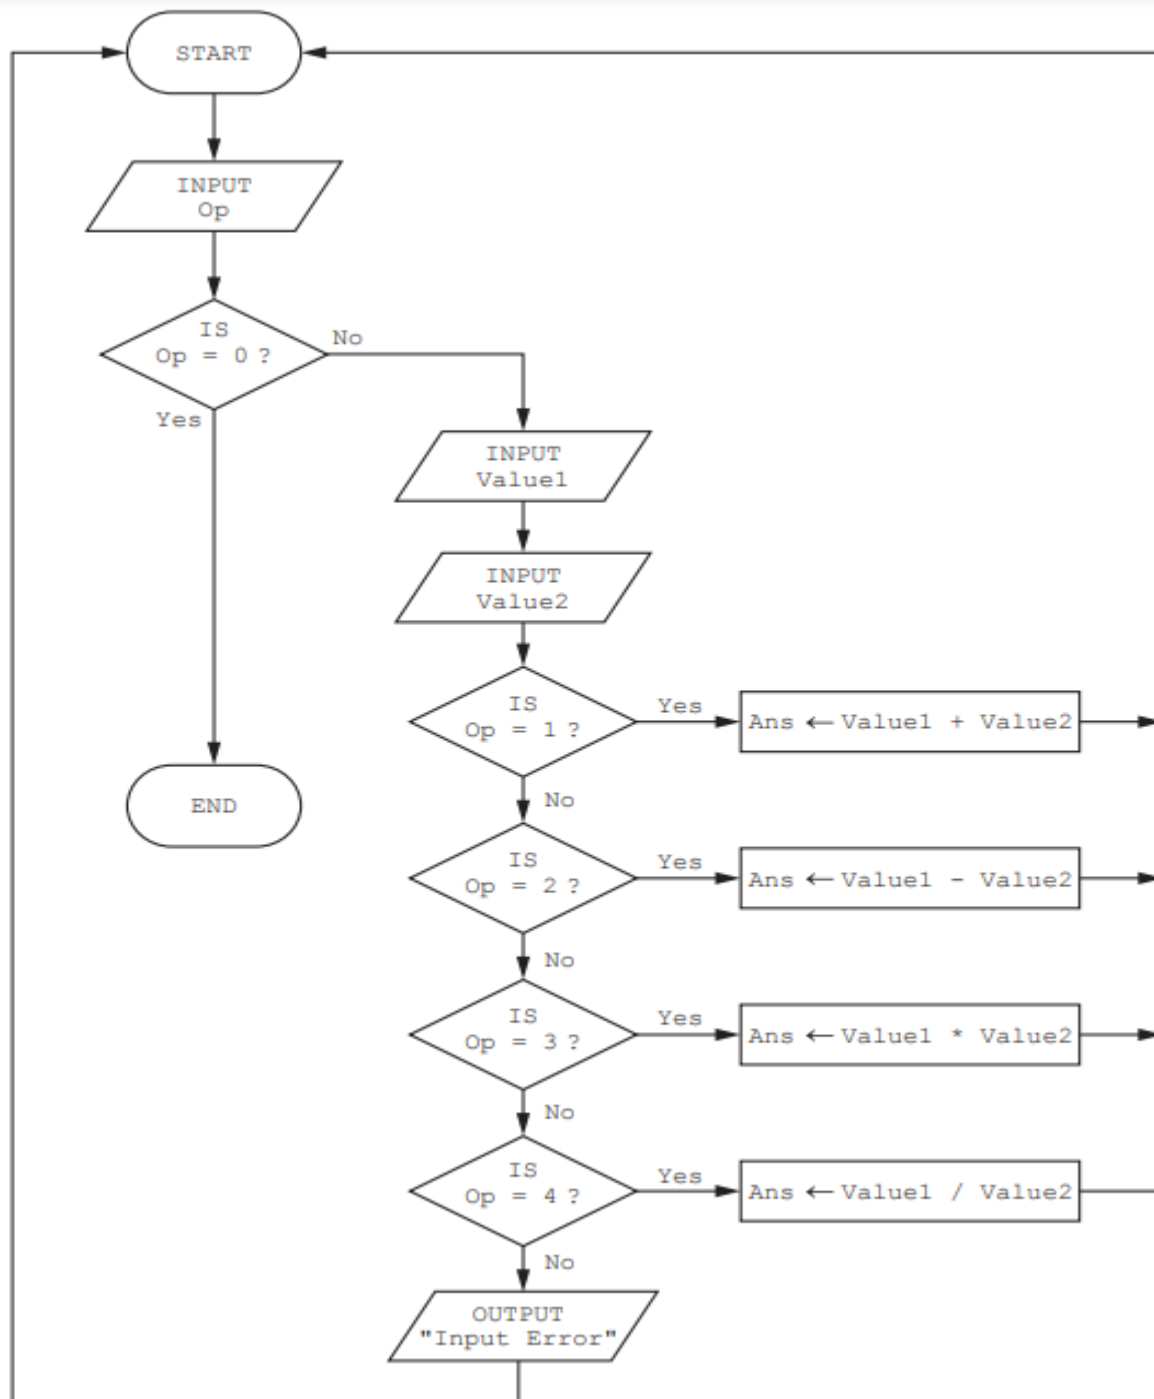 START
INPUT
Op
IS
Op = 0 ?
No
Yes
INPUT
Value1
INPUT
Value2
IS
Op = 1 ?
Yes
Ans ← Value1 + Value2
No
END
IS
Op = 2 ?
Yes
Ans ← Value1 - Value2
No
IS
Op = 3 ?
Yes
Ans ← Value1 * Value2
No
IS
Op = 4 ?
Yes
Ans ← Value1 / Value2
No
OUTPUT
"Input Error"